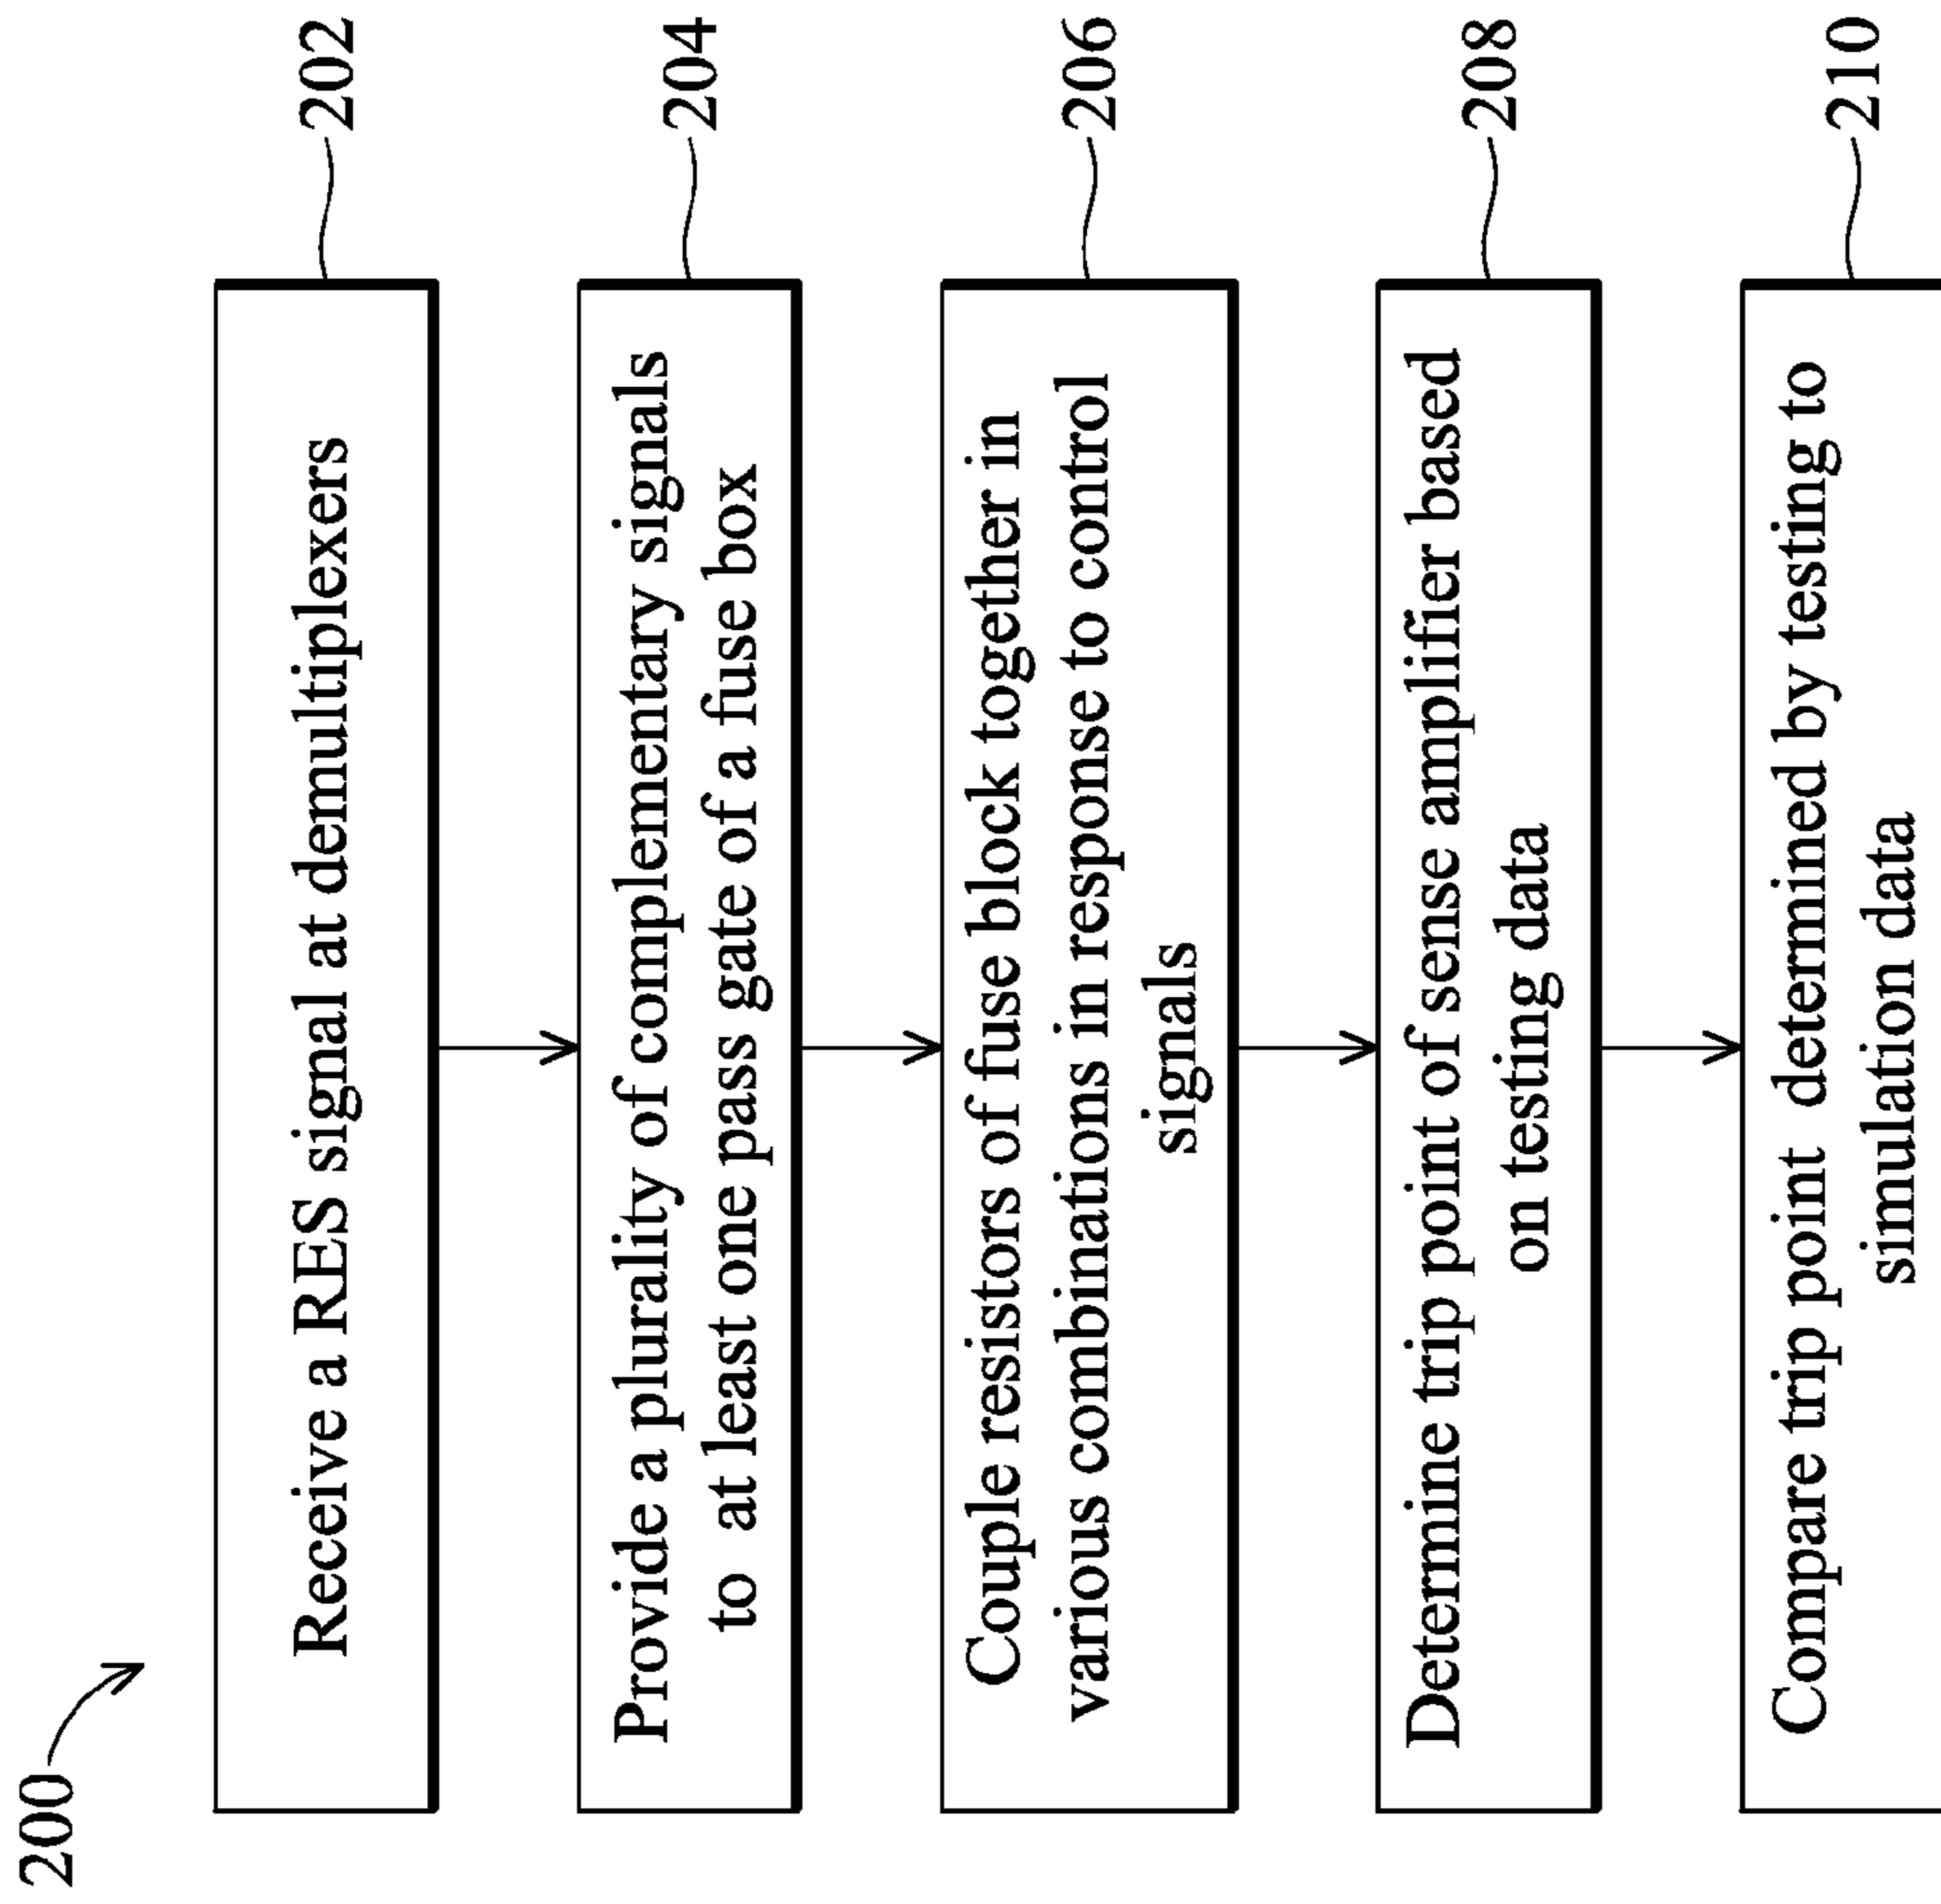 200
Receive a RES signal at demultiplexers
202
Provide a plurality of complementary signals
to at least one pass gate of a fuse box
204
Couple resistors of fuse block together in
various combinations in response to control
signals
206
Determine trip point of sense amplifier based
on testing data
208
Compare trip point determined by testing to
simulation data
210